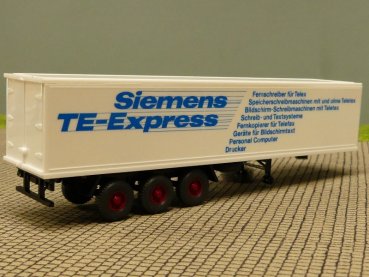 Siemens
TE-Express
Fernschreiber für Telex
Speicherschreibmaschinen mit und ohne Teletex
Bildschirm-Schreibmaschinen mit Teletex
Schreib- und Textsysteme
Fernkopierer für Telefax
Geräte für Bildschirmtext
Personal Computer
Drucker